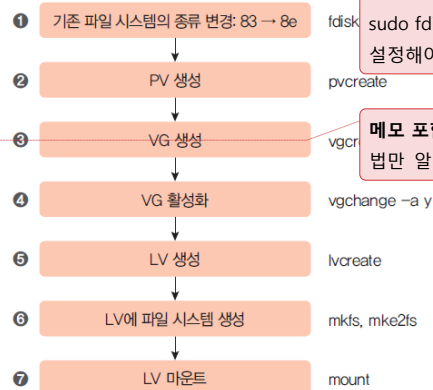 ❶ 기존 파일 시스템의 종류 변경: 83 → 8e fdisk
sudo fd
설정해야
❷ PV 생성 pvcreate
메모 포함
법만 알
❸ VG 생성 vgcr
❹ VG 활성화 vgchange -a y
❺ LV 생성 lvcreate
❻ LV에 파일 시스템 생성 mkfs, mke2fs
❼ LV 마운트 mount